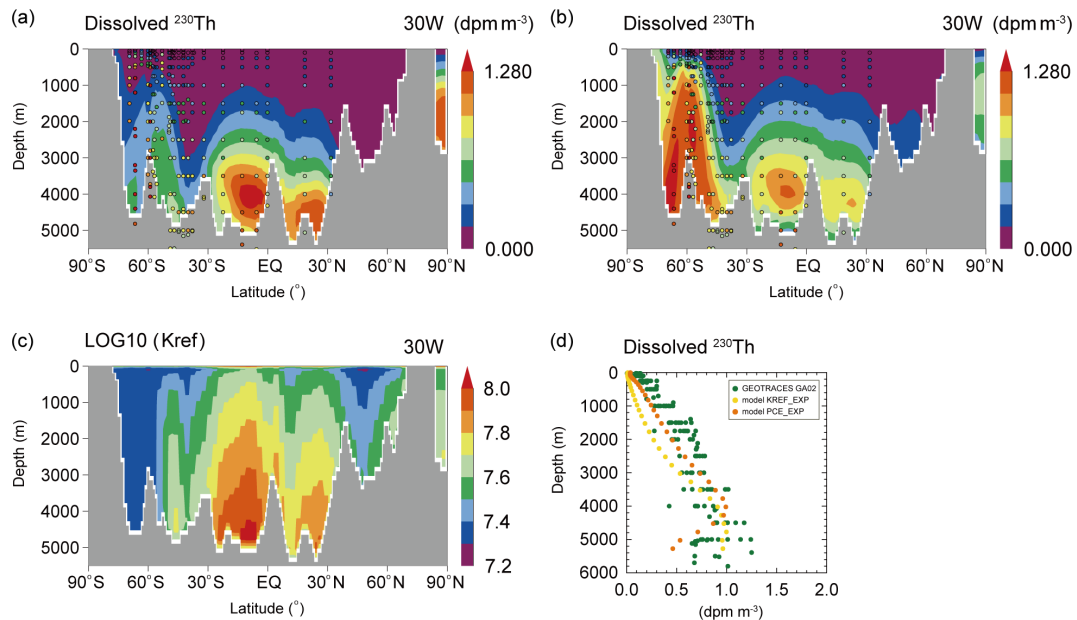 (a) Dissolved ²³⁰Th 30W (dpm m⁻³)
0
1000
2000
3000
4000
5000
Depth (m)
90°S 60°S 30°S EQ 30°N 60°N 90°N
Latitude (°)
1.280
0.000
(b) Dissolved ²³⁰Th 30W (dpm m⁻³)
0
1000
2000
3000
4000
5000
Depth (m)
90°S 60°S 30°S EQ 30°N 60°N 90°N
Latitude (°)
1.280
0.000
(c) LOG10 (Kref) 30W
0
1000
2000
3000
4000
5000
Depth (m)
90°S 60°S 30°S EQ 30°N 60°N 90°N
Latitude (°)
8.0
7.8
7.6
7.4
7.2
(d) Dissolved ²³⁰Th
0
1000
2000
3000
4000
5000
6000
Depth (m)
GEOTRACES GA02
model KREF_EXP
model PCE_EXP
0.0 0.5 1.0 1.5 2.0
(dpm m⁻³)